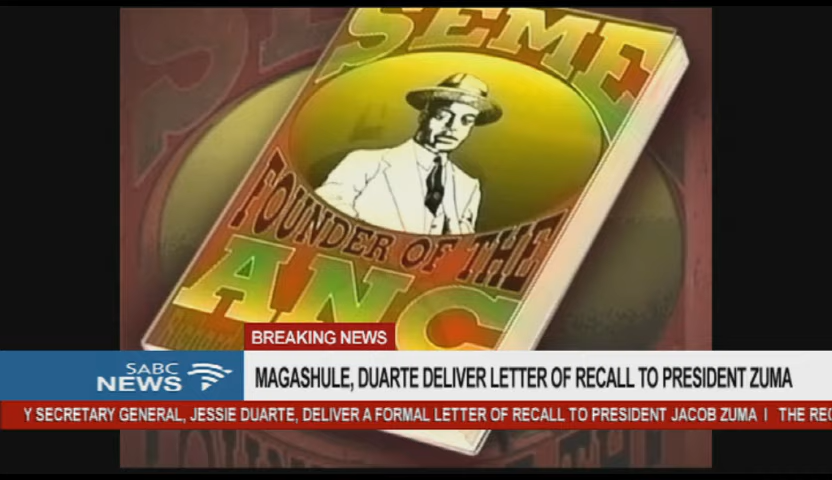 SEME
FOUNDER OF THE
ANC
BREAKING NEWS
SABC
NEWS
MAGASHULE, DUARTE DELIVER LETTER OF RECALL TO PRESIDENT ZUMA
Y SECRETARY GENERAL, JESSIE DUARTE, DELIVER A FORMAL LETTER OF RECALL TO PRESIDENT JACOB ZUMA | THE REC